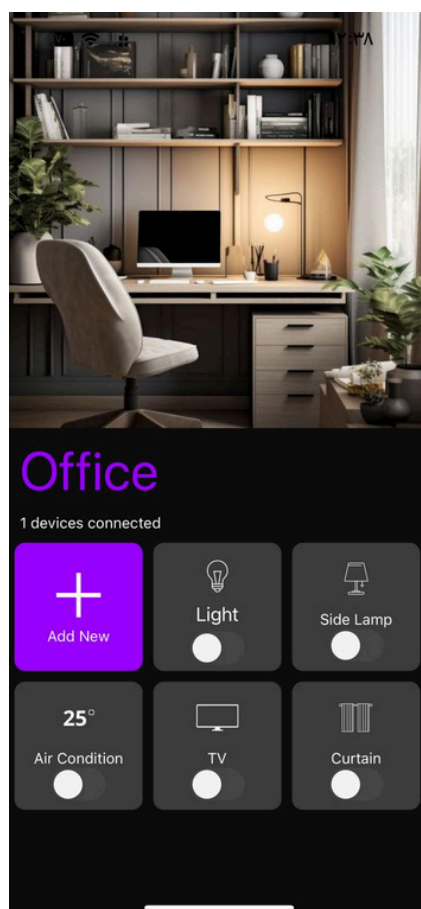 ۲:۳۸
Office
1 devices connected
Add New
Light
Side Lamp
25°
Air Condition
TV
Curtain